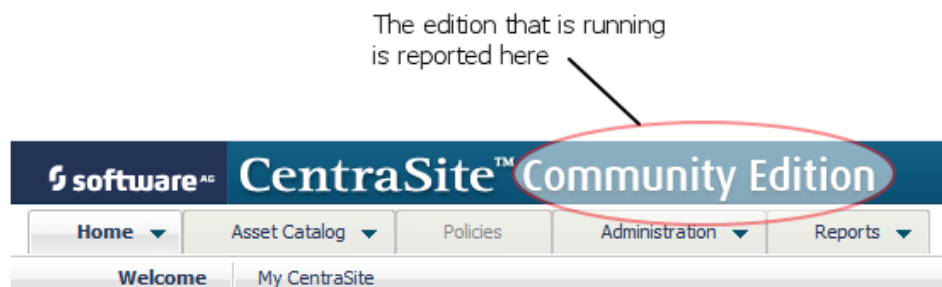 The edition that is running
is reported here
software AG CentraSite™ Community Edition
Home Asset Catalog Policies Administration Reports
Welcome My CentraSite